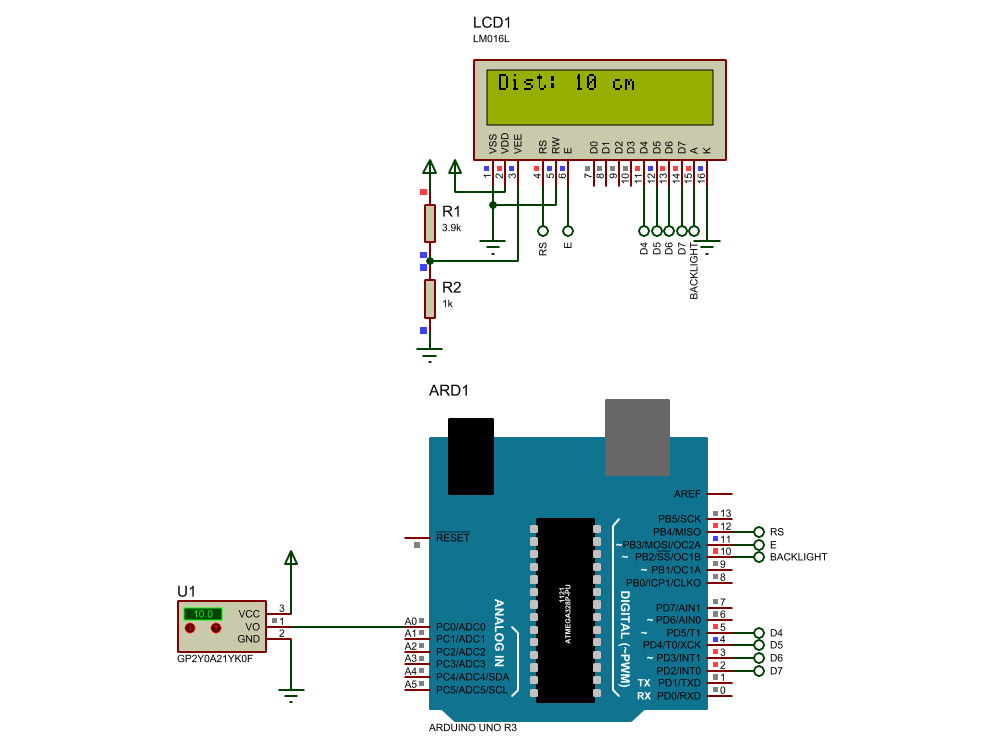 LCD1
LM016L
Dist: 10 cm
VSS VDD VEE RS RW E D0 D1 D2 D3 D4 D5 D6 D7 A K
1 2 3 4 5 6 7 8 9 10 11 12 13 14 15 16
R1
3.9k
RS E D4 D5 D6 D7 BACKLIGHT
R2
1k
ARD1
AREF
PB5/SCK 13
PB4/MISO 12 RS
RESET
~PB3/MOSI/OC2A 11 E
~ PB2/SS/OC1B 10 BACKLIGHT
~ PB1/OC1A 9
PB0/ICP1/CLKO 8
1121
ATMEGA328P-PU
ANALOG IN
DIGITAL (~PWM)
U1
10.0
VCC 3
VO 1
GND 2
GP2Y0A21YK0F
PD7/AIN1 7
~ PD6/AIN0 6
~ PD5/T1 5 D4
PD4/T0/XCK 4 D5
~ PD3/INT1 3 D6
PD2/INT0 2 D7
TX PD1/TXD 1
RX PD0/RXD 0
A0 PC0/ADC0
A1 PC1/ADC1
A2 PC2/ADC2
A3 PC3/ADC3
A4 PC4/ADC4/SDA
A5 PC5/ADC5/SCL
ARDUINO UNO R3